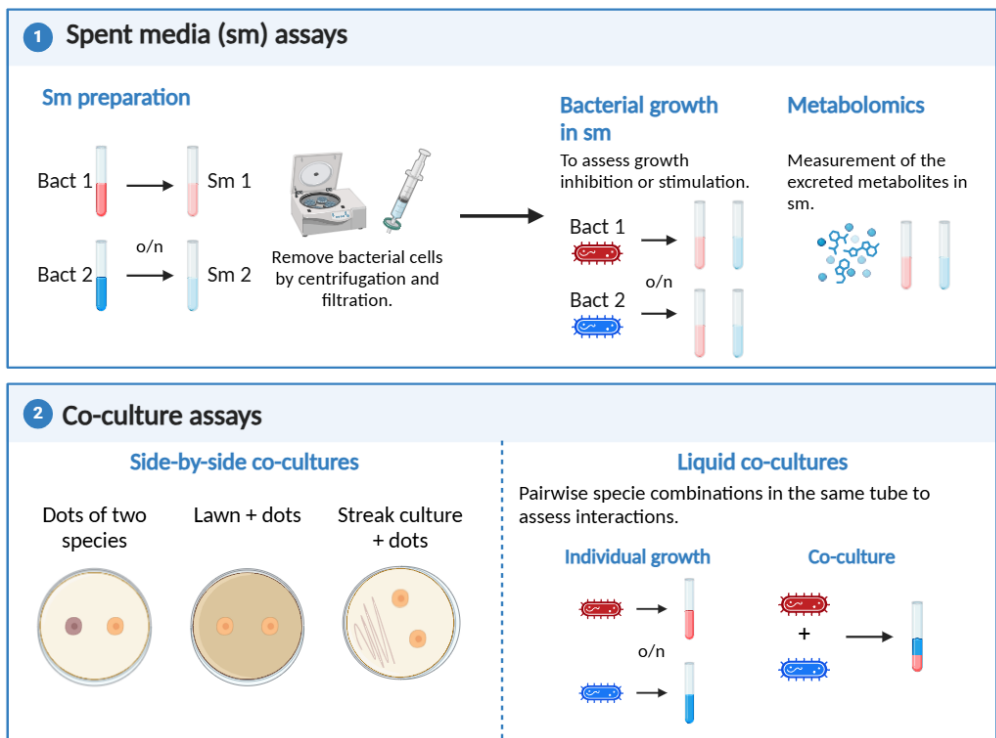 1 Spent media (sm) assays
Sm preparation
Bact 1
Sm 1
o/n
Bact 2
Sm 2
Remove bacterial cells
by centrifugation and
filtration.
Bacterial growth
in sm
To assess growth
inhibition or stimulation.
Bact 1
o/n
Bact 2
Metabolomics
Measurement of the
excreted metabolites in
sm.
2 Co-culture assays
Side-by-side co-cultures
Dots of two
species
Lawn + dots
Streak culture
+ dots
Liquid co-cultures
Pairwise specie combinations in the same tube to
assess interactions.
Individual growth
o/n
Co-culture
+